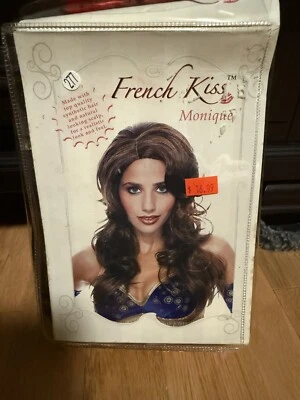 27
French Kiss™
Monique
Made with
top quality
synthetic hair
and natural
looking scalp,
for a realistic
look and feel.
$ 16.99